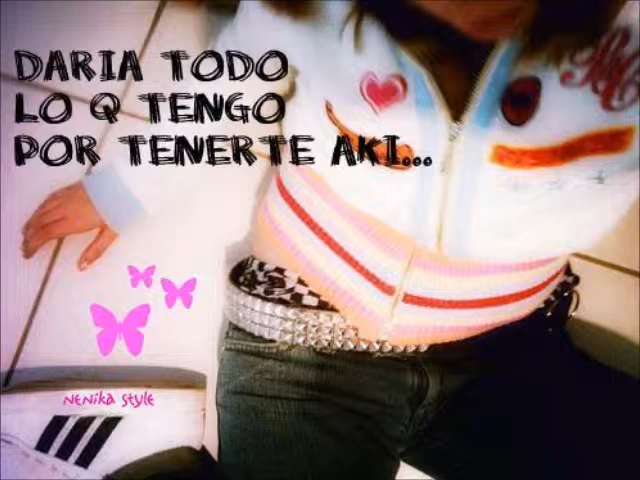 DARIA TODO
LO Q TENGO
POR TENERTE AKI...
NENIKA STYLE